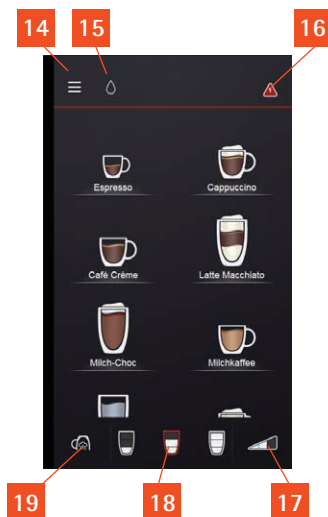 14 15 16
Espresso Cappuccino
Café Crème Latte Macchiato
Milch-Choc Milchkaffee
19 18 17